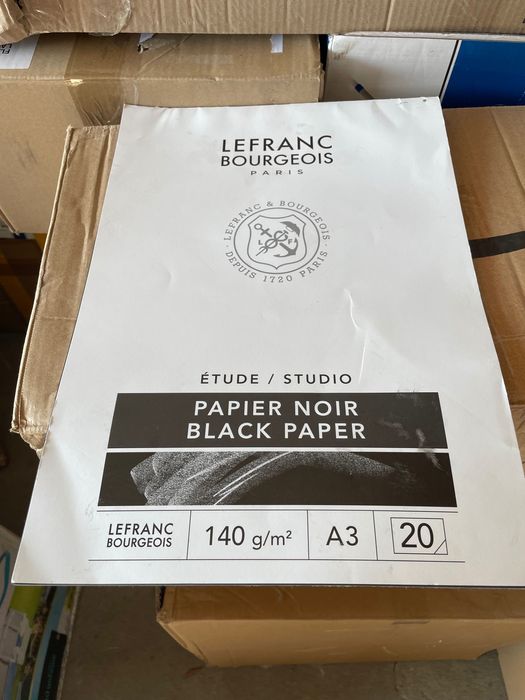 LEFRANC
BOURGEOIS
PARIS
LEFRANC & BOURGEOIS
L F
DEPUIS 1720 PARIS
ÉTUDE / STUDIO
PAPIER NOIR
BLACK PAPER
LEFRANC
BOURGEOIS
140 g/m²
A3
20